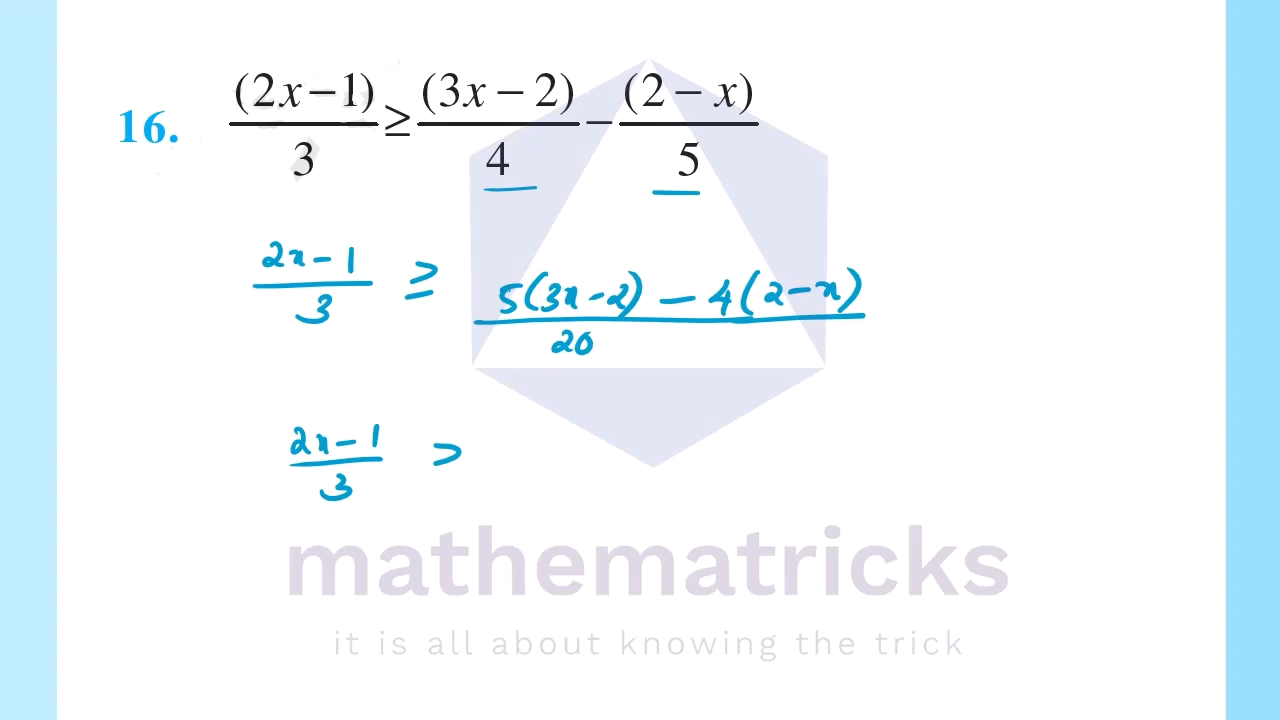 16. (2x−1)/3 ≥ (3x − 2)/4 − (2 − x)/5
2x−1/3 ≥ 5(3x−2) − 4(2−x)/20
2x−1/3 >
mathematricks
it is all about knowing the trick